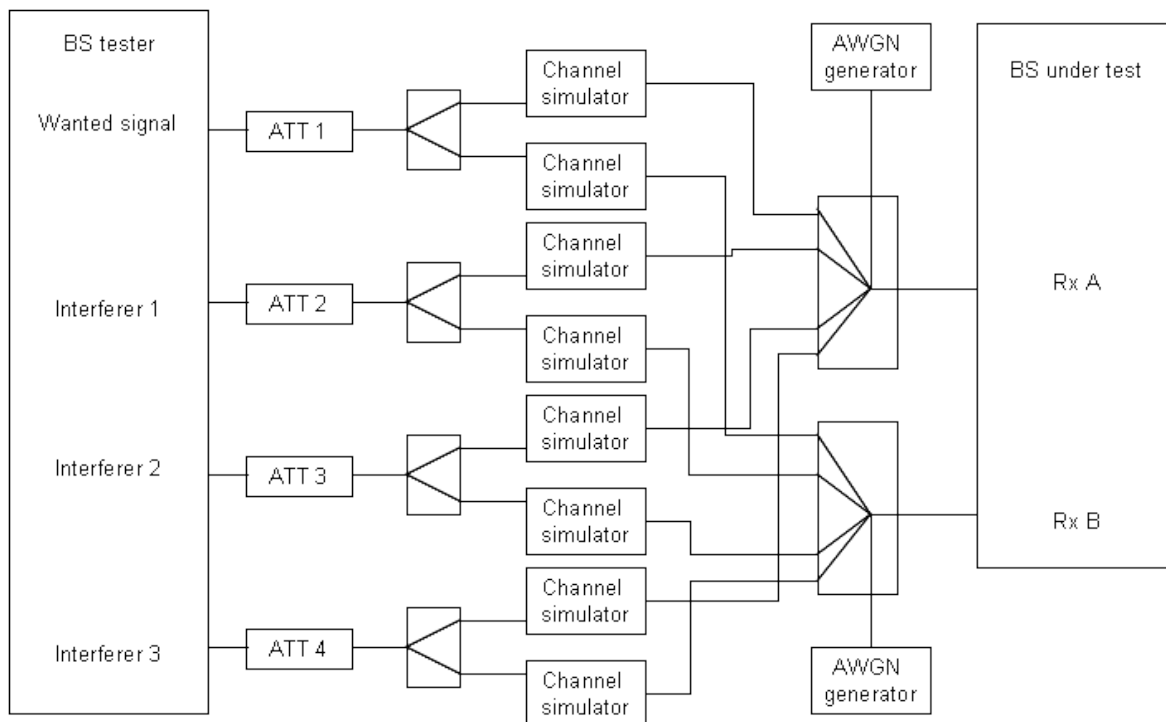 BS tester
Wanted signal
Interferer 1
Interferer 2
Interferer 3
ATT 1
ATT 2
ATT 3
ATT 4
Channel
simulator
Channel
simulator
Channel
simulator
Channel
simulator
Channel
simulator
Channel
simulator
Channel
simulator
Channel
simulator
AWGN
generator
AWGN
generator
BS under test
Rx A
Rx B